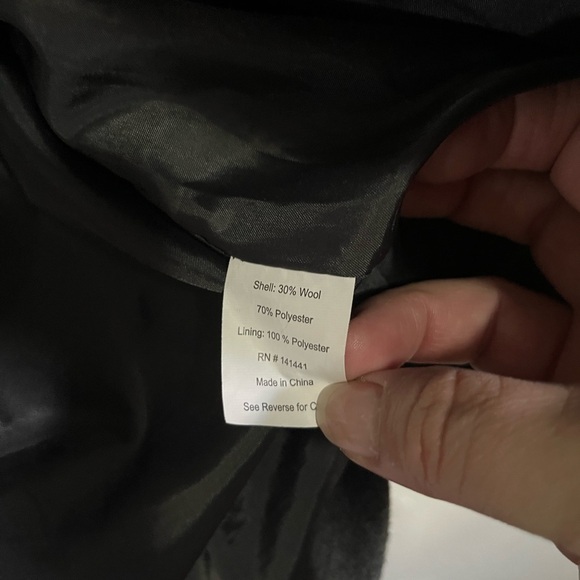 Shell: 30% Wool
70% Polyester
Lining: 100 % Polyester
RN # 141441
Made in China
See Reverse for